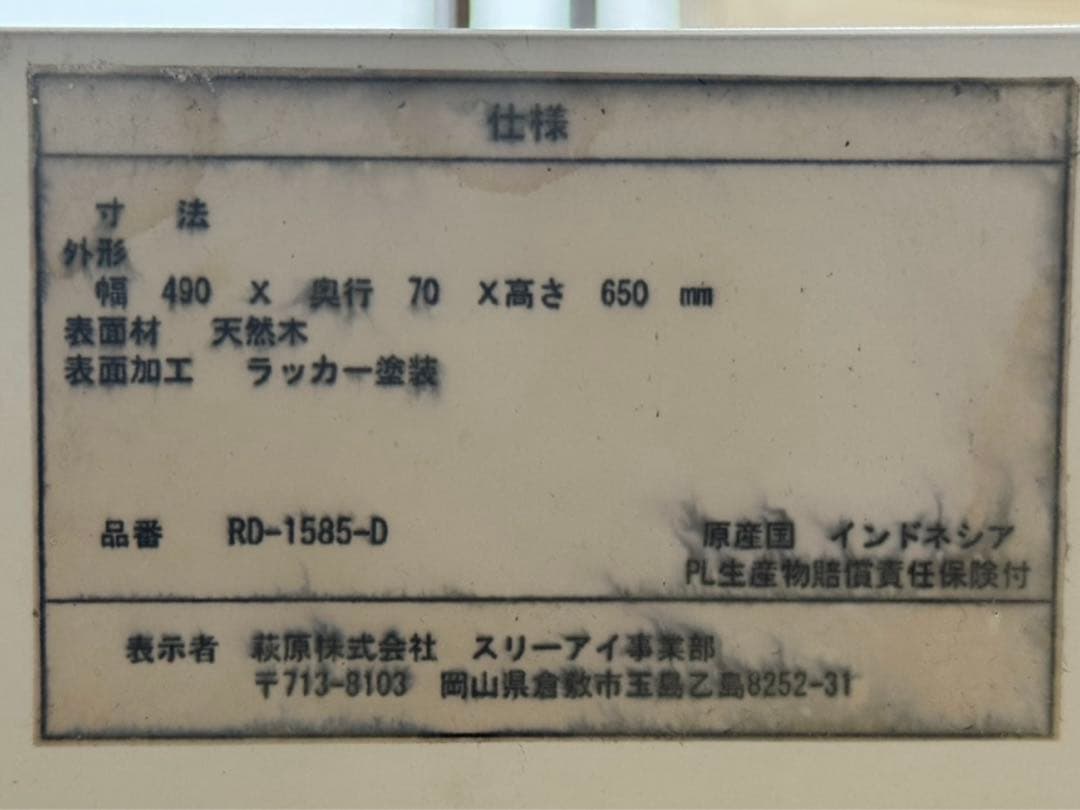 仕様
寸 法
外形
幅 490 × 奥行 70 ×高さ 650 mm
表面材 天然木
表面加工 ラッカー塗装
品番 RD-1585-D
原産国 インドネシア
PL生産物賠償責任保険付
表示者 萩原株式会社 スリーアイ事業部
〒713-8103 岡山県倉敷市玉島乙島8252-31